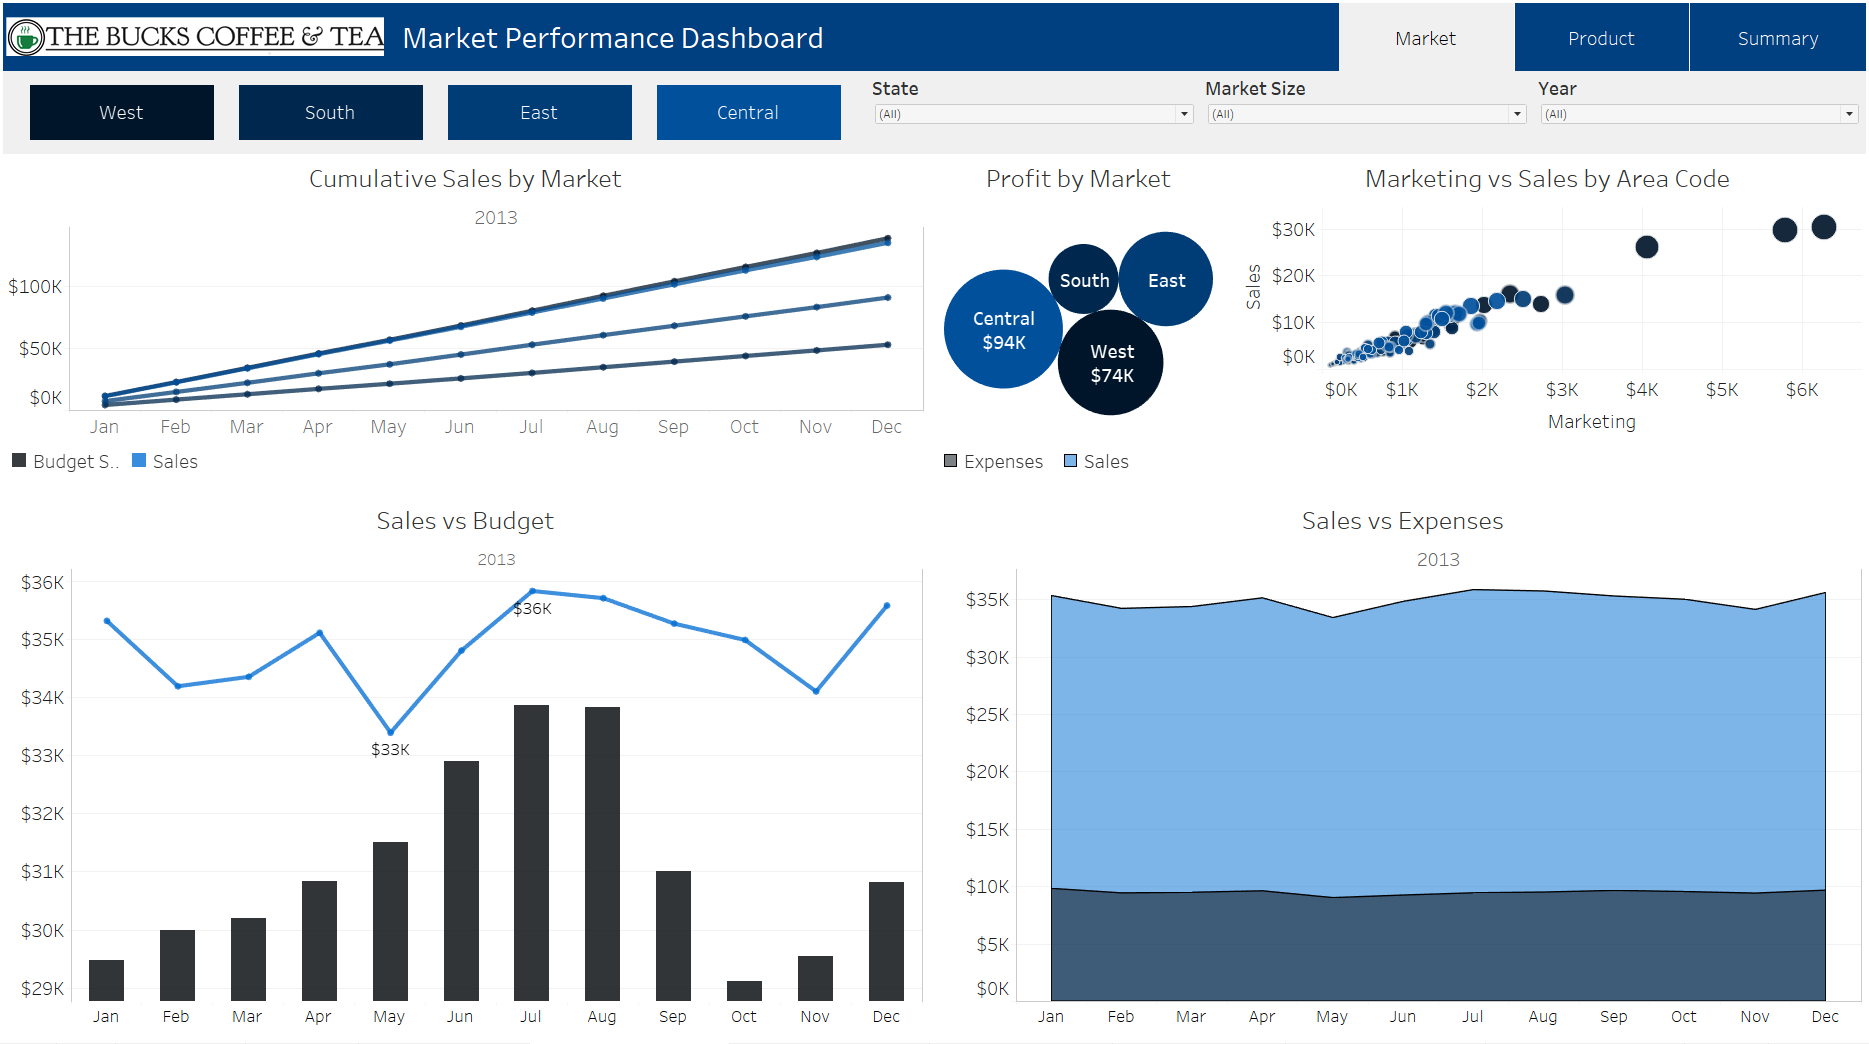 THE BUCKS COFFEE & TEA
Market Performance Dashboard
Market
Product
Summary
West
South
East
Central
State
(All)
Market Size
(All)
Year
(All)
Cumulative Sales by Market
2013
$100K
$50K
$0K
Jan Feb Mar Apr May Jun Jul Aug Sep Oct Nov Dec
Budget S.. Sales
Profit by Market
South
East
Central
$94K
West
$74K
Expenses Sales
Marketing vs Sales by Area Code
Sales
$30K
$20K
$10K
$0K
$0K $1K $2K $3K $4K $5K $6K
Marketing
Sales vs Budget
2013
$36K
$35K
$34K
$33K
$32K
$31K
$30K
$29K
$36K
$33K
Jan Feb Mar Apr May Jun Jul Aug Sep Oct Nov Dec
Sales vs Expenses
2013
$35K
$30K
$25K
$20K
$15K
$10K
$5K
$0K
Jan Feb Mar Apr May Jun Jul Aug Sep Oct Nov Dec